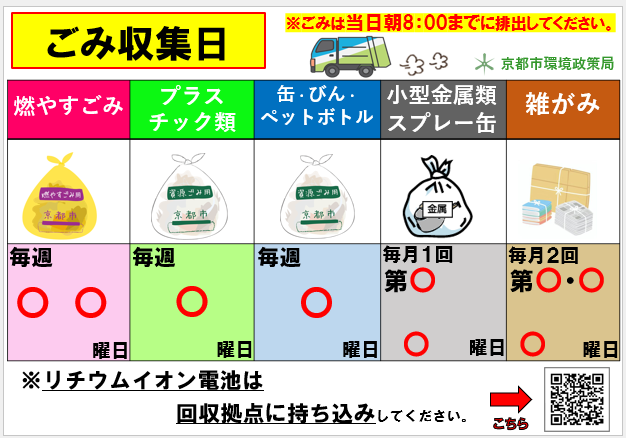 ごみ収集日
※ごみは当日朝8:00までに排出してください。
京都市環境政策局
燃やすごみ
プラス
チック類
缶・びん・
ペットボトル
小型金属類
スプレー缶
雑がみ
燃やすごみ用
京都市
資源ごみ用
京都市
資源ごみ用
京都市
金属
毎週
〇 〇
曜日
毎週
〇
曜日
毎週
〇
曜日
毎月1回
第〇
〇 曜日
毎月2回
第〇・〇
〇 曜日
※リチウムイオン電池は
回収拠点に持ち込みしてください。
こちら